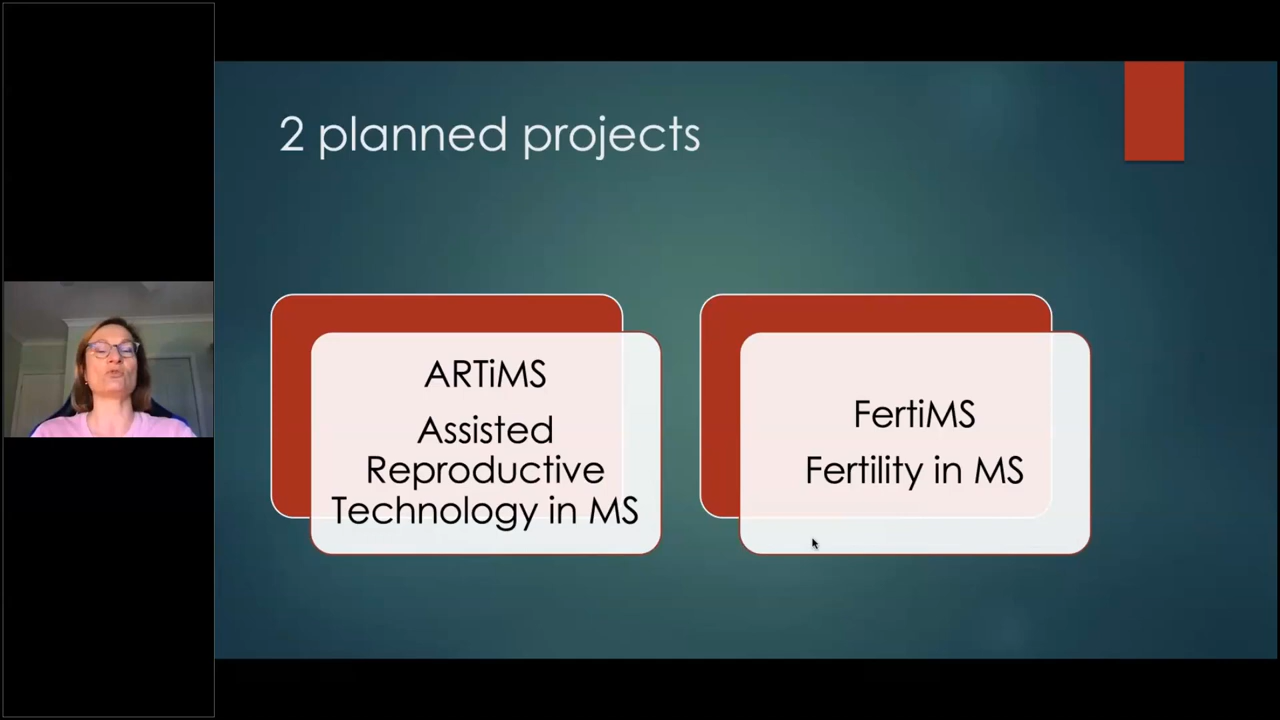 2 planned projects
ARTiMS
Assisted
Reproductive
Technology in MS
FertiMS
Fertility in MS